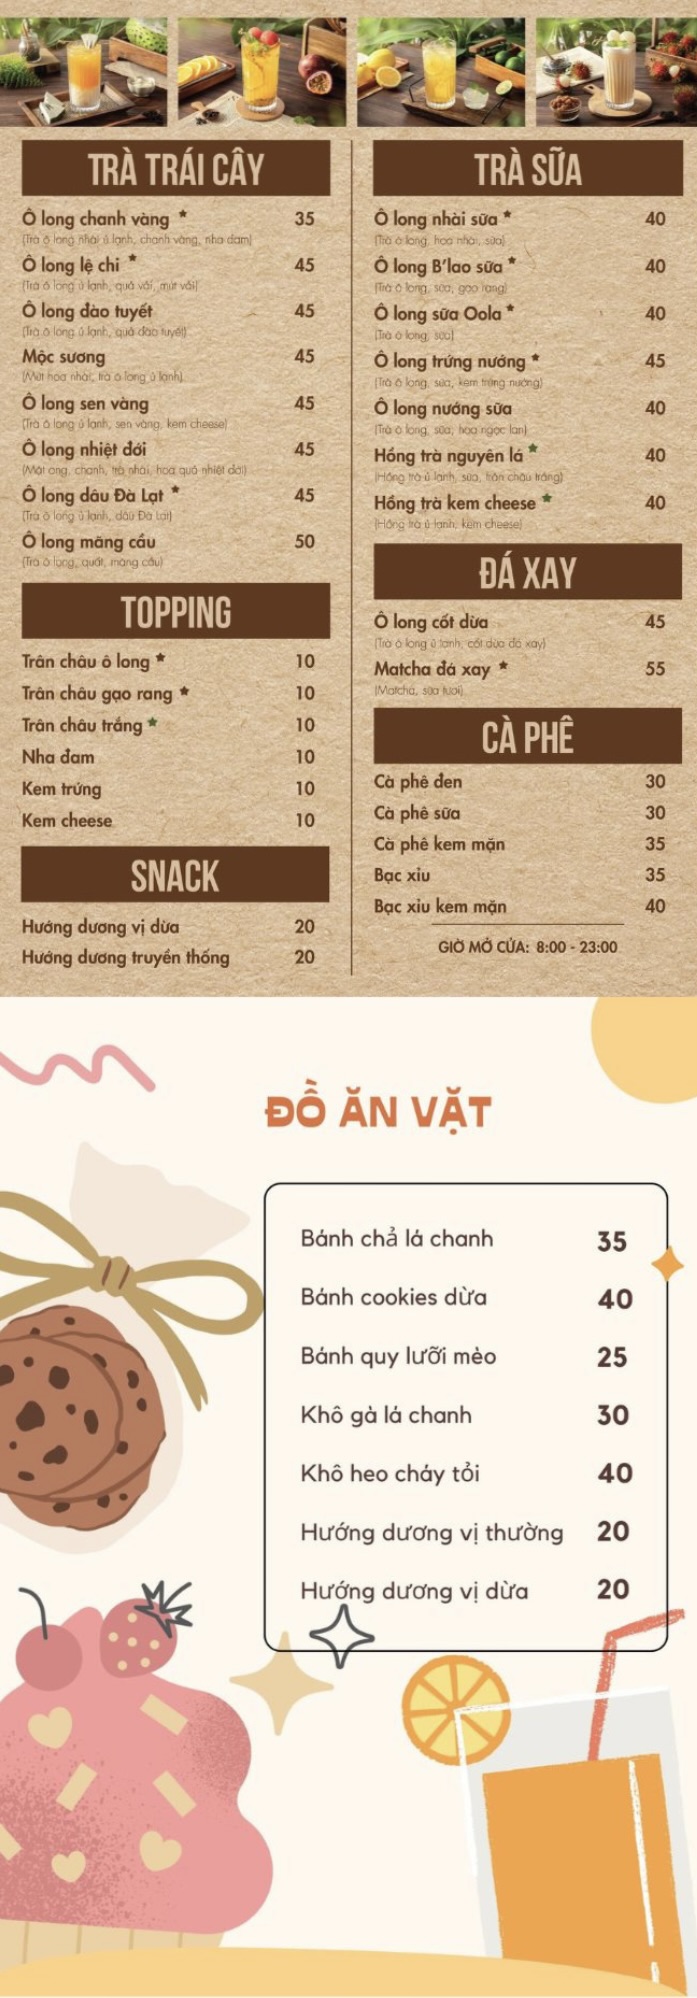 TRÀ TRÁI CÂY
Ô long chanh vàng ★ 35
(Trà ô long nhài ủ lạnh, chanh vàng, nha đam)
Ô long lệ chi ★ 45
(Trà ô long ủ lạnh, quả vải, mứt vải)
Ô long đào tuyết 45
(Trà ô long ủ lạnh, quả đào tuyết)
Mộc sương 45
(Mứt hoa nhài, trà ô long ủ lạnh)
Ô long sen vàng 45
(Trà ô long ủ lạnh, sen vàng, kem cheese)
Ô long nhiệt đới 45
(Mật ong, chanh, trà nhài, hoa quả nhiệt đới)
Ô long dâu Đà Lạt ★ 45
(Trà ô long ủ lạnh, dâu Đà Lạt)
Ô long mãng cầu 50
(Trà ô long, quất, mãng cầu)
TOPPING
Trân châu ô long ★ 10
Trân châu gạo rang ★ 10
Trân châu trắng ★ 10
Nha đam 10
Kem trứng 10
Kem cheese 10
SNACK
Hướng dương vị dừa 20
Hướng dương truyền thống 20
TRÀ SỮA
Ô long nhài sữa ★ 40
(Trà ô long, hoa nhài, sữa)
Ô long B'lao sữa ★ 40
(Trà ô long, sữa, gạo rang)
Ô long sữa Oola ★ 40
(Trà ô long, sữa)
Ô long trứng nướng ★ 45
(Trà ô long, sữa, kem trứng nướng)
Ô long nướng sữa 40
(Trà ô long, sữa, hoa ngọc lan)
Hồng trà nguyên lá ★ 40
(Hồng trà ủ lạnh, sữa, trân châu trắng)
Hồng trà kem cheese ★ 40
(Hồng trà ủ lạnh, kem cheese)
ĐÁ XAY
Ô long cốt dừa 45
(Trà ô long ủ lạnh, cốt dừa đá xay)
Matcha đá xay ★ 55
(Matcha, sữa tươi)
CÀ PHÊ
Cà phê đen 30
Cà phê sữa 30
Cà phê kem mặn 35
Bạc xỉu 35
Bạc xỉu kem mặn 40
GIỜ MỞ CỬA: 8:00 - 23:00
ĐỒ ĂN VẶT
Bánh chả lá chanh 35
Bánh cookies dừa 40
Bánh quy lưỡi mèo 25
Khô gà lá chanh 30
Khô heo cháy tỏi 40
Hướng dương vị thường 20
Hướng dương vị dừa 20